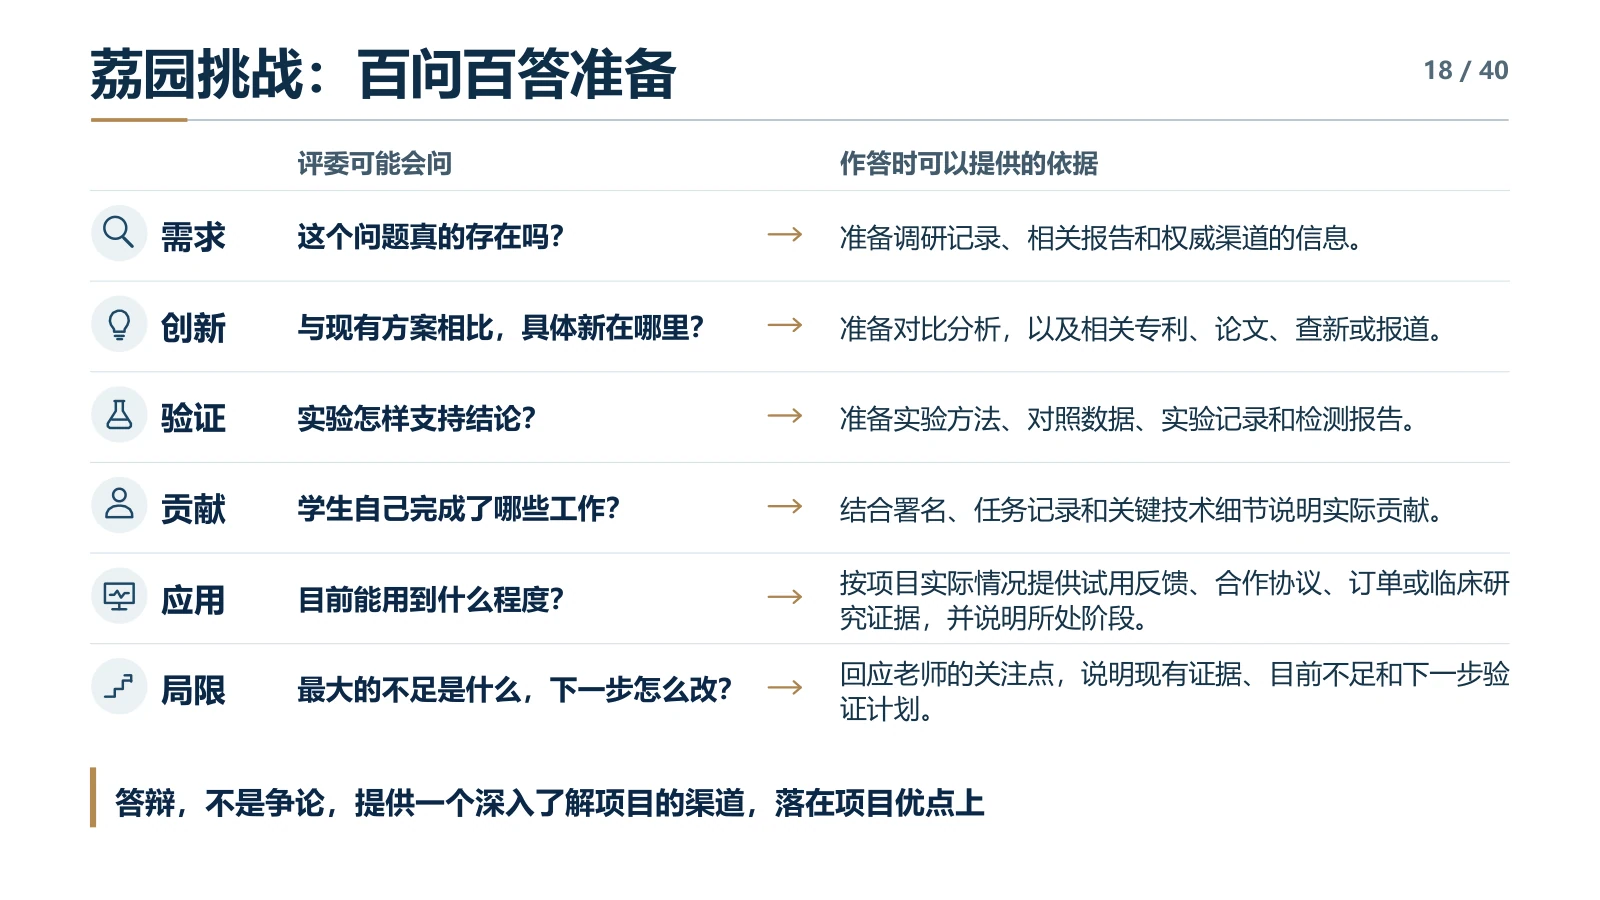 荔园挑战：百问百答准备
18 / 40
评委可能会问
作答时可以提供的依据
需求
这个问题真的存在吗？
→
准备调研记录、相关报告和权威渠道的信息。
创新
与现有方案相比，具体新在哪里？
→
准备对比分析，以及相关专利、论文、查新或报道。
验证
实验怎样支持结论？
→
准备实验方法、对照数据、实验记录和检测报告。
贡献
学生自己完成了哪些工作？
→
结合署名、任务记录和关键技术细节说明实际贡献。
应用
目前能用到什么程度？
→
按项目实际情况提供试用反馈、合作协议、订单或临床研
究证据，并说明所处阶段。
局限
最大的不足是什么，下一步怎么改？
→
回应老师的关注点，说明现有证据、目前不足和下一步验
证计划。
答辩，不是争论，提供一个深入了解项目的渠道，落在项目优点上